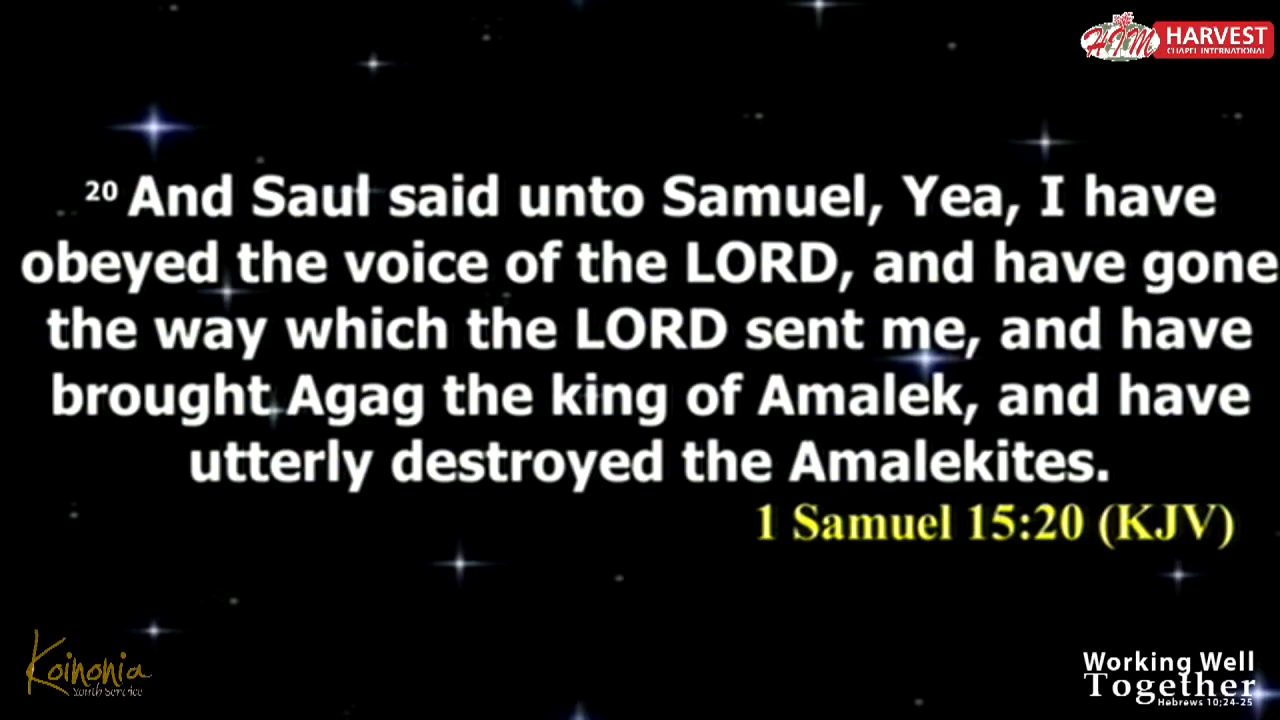 HIM
HARVEST
CHAPEL INTERNATIONAL
20 And Saul said unto Samuel, Yea, I have
obeyed the voice of the LORD, and have gone
the way which the LORD sent me, and have
brought Agag the king of Amalek, and have
utterly destroyed the Amalekites.
1 Samuel 15:20 (KJV)
Koinonia
Youth Service
Working Well
Together
Hebrews 10;24-25